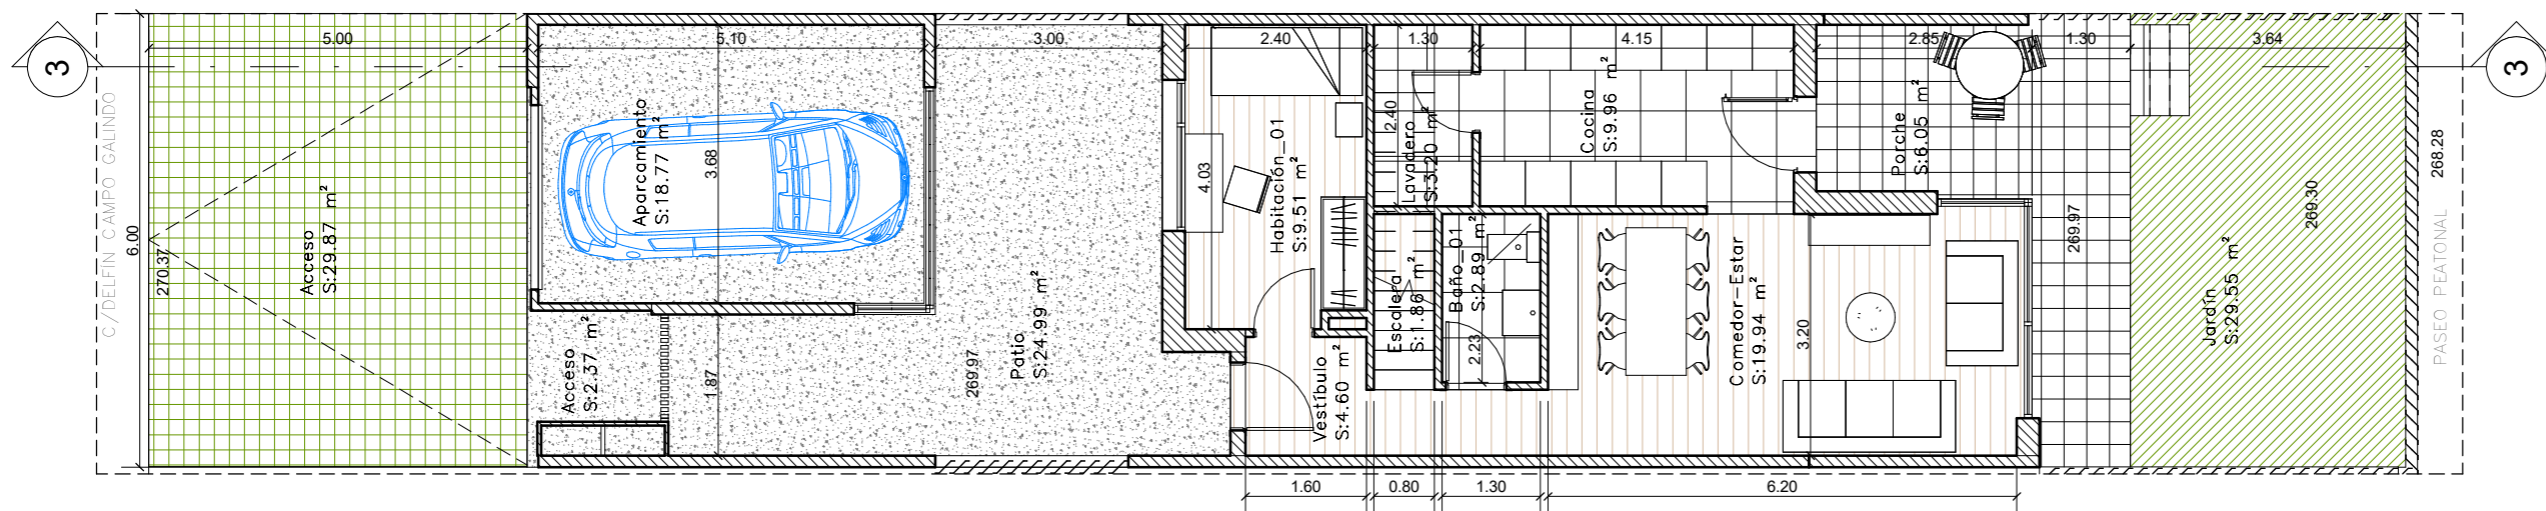 5.00
5.10
3.00
2.40
1.30
4.15
2.85
1.30
3.64
3
3
C/DELFÍN CAMPO GALINDO
6.00
270.37
Acceso
S:29.87 m²
Aparcamiento
S:18.77 m²
3.68
Acceso
S:2.37 m²
1.87
Patio
S:24.99 m²
269.97
4.03
Habitación_01
S:9.51 m²
Vestíbulo
S:4.60 m²
2.40
Lavadero
S:3.20 m²
Escalera
S:1.86 m²
Baño_01
S:2.89 m²
2.23
Cocina
S:9.96 m²
Comedor-Estar
S:19.94 m²
3.20
Porche
S:6.05 m²
269.97
Jardín
S:29.55 m²
269.30
268.28
PASEO PEATONAL
1.60
0.80
1.30
6.20